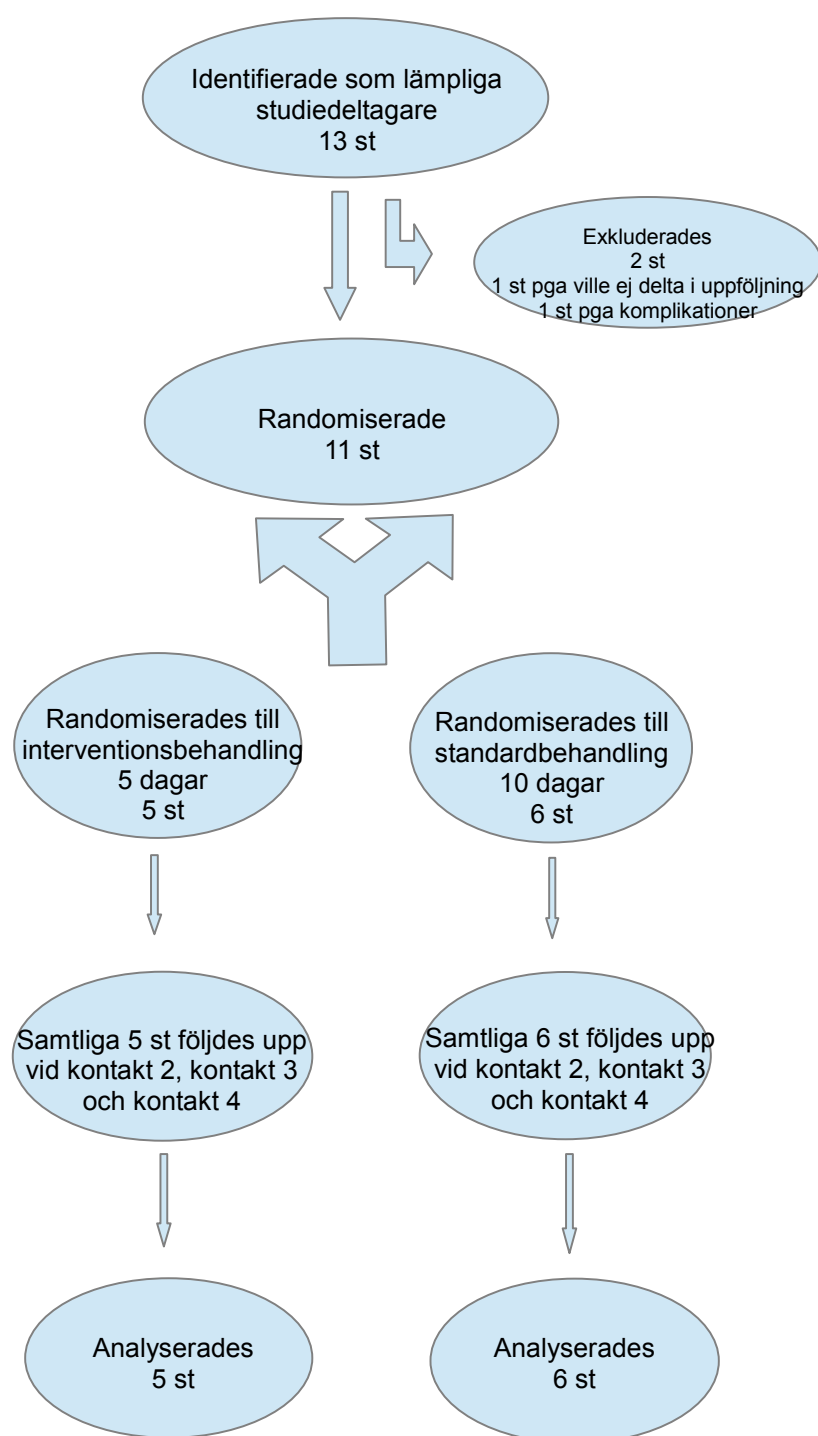 Identifierade som lämpliga
studiedeltagare
13 st
Exkluderades
2 st
1 st pga ville ej delta i uppföljning
1 st pga komplikationer
Randomiserade
11 st
Randomiserades till
interventionsbehandling
5 dagar
5 st
Randomiserades till
standardbehandling
10 dagar
6 st
Samtliga 5 st följdes upp
vid kontakt 2, kontakt 3
och kontakt 4
Samtliga 6 st följdes upp
vid kontakt 2, kontakt 3
och kontakt 4
Analyserades
5 st
Analyserades
6 st